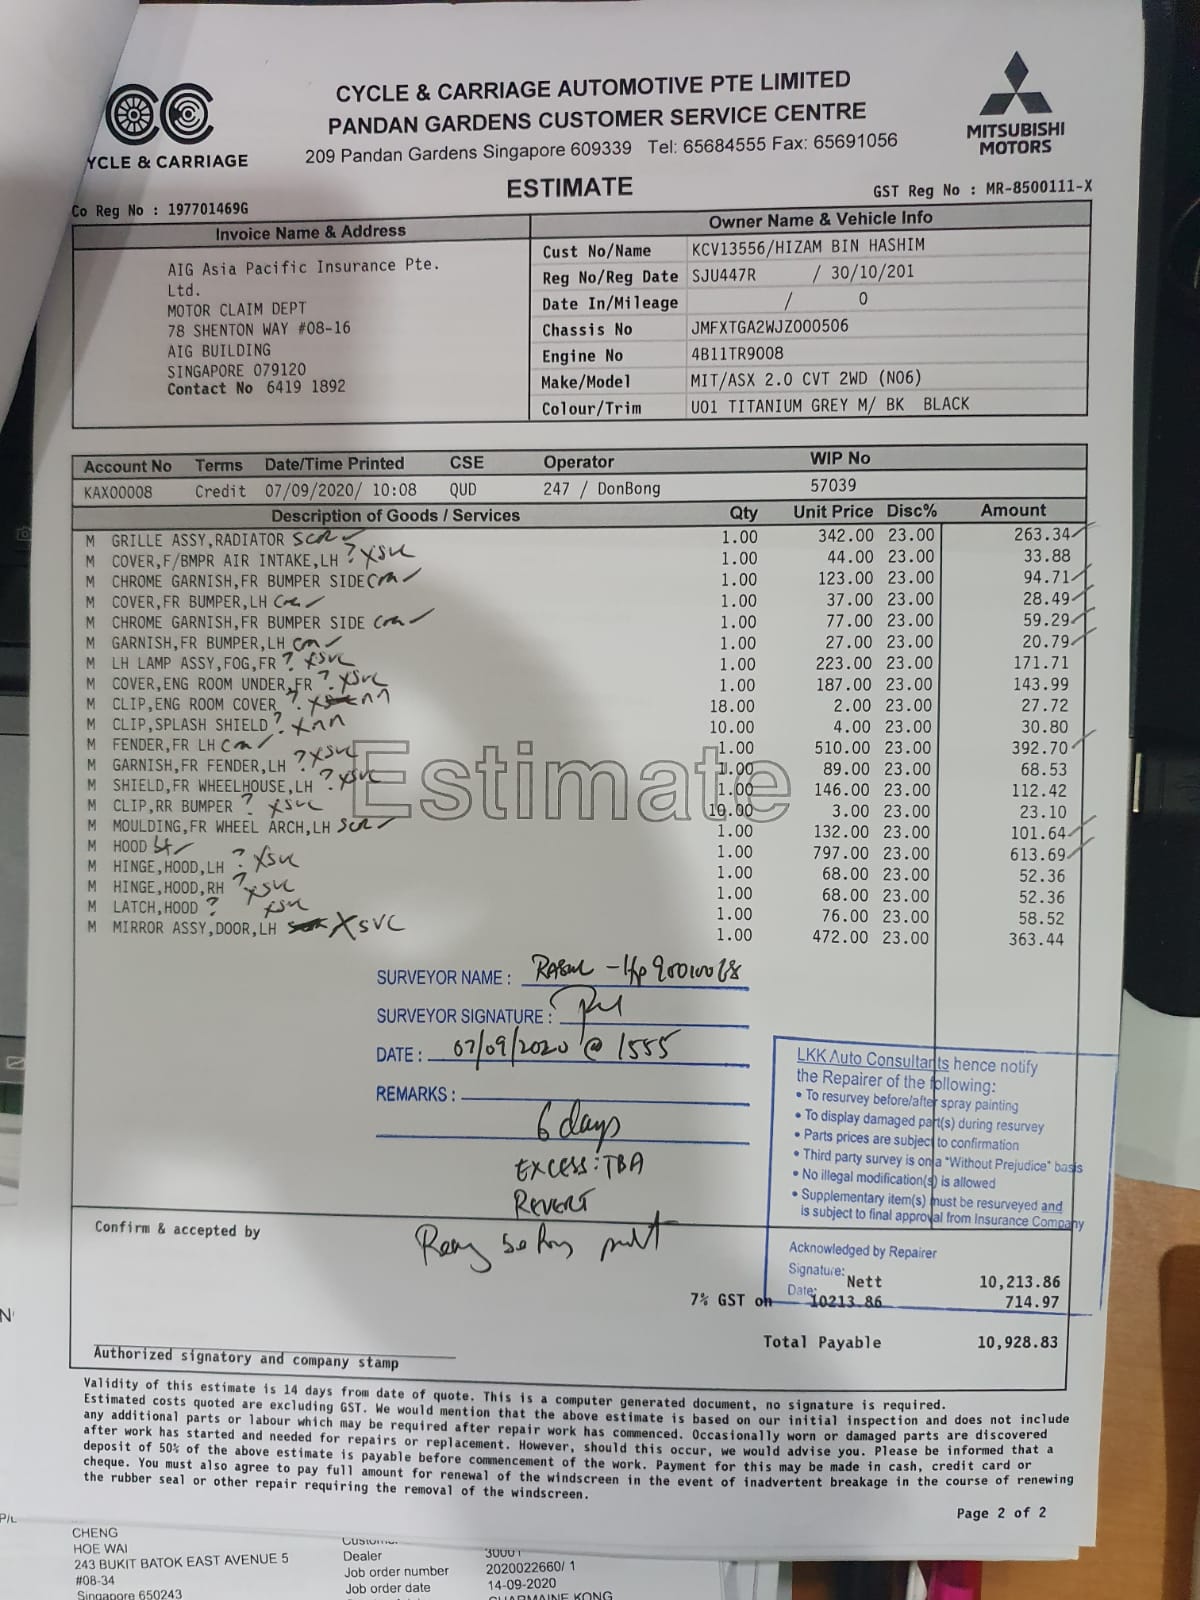 CYCLE & CARRIAGE AUTOMOTIVE PTE LIMITED
PANDAN GARDENS CUSTOMER SERVICE CENTRE
209 Pandan Gardens Singapore 609339 Tel: 65684555 Fax: 65691056
YCLE & CARRIAGE
MITSUBISHI
MOTORS
ESTIMATE
GST Reg No : MR-8500111-X
Co Reg No : 197701469G
Invoice Name & Address
AIG Asia Pacific Insurance Pte.
Ltd.
MOTOR CLAIM DEPT
78 SHENTON WAY #08-16
AIG BUILDING
SINGAPORE 079120
Contact No 6419 1892
Owner Name & Vehicle Info
Cust No/Name KCV13556/HIZAM BIN HASHIM
Reg No/Reg Date SJU447R / 30/10/201
Date In/Mileage / 0
Chassis No JMFXTGA2WJZ000506
Engine No 4B11TR9008
Make/Model MIT/ASX 2.0 CVT 2WD (N06)
Colour/Trim U01 TITANIUM GREY M/ BK BLACK
Account No Terms Date/Time Printed CSE Operator WIP No
KAX00008 Credit 07/09/2020/ 10:08 QUD 247 / DonBong 57039
Description of Goods / Services Qty Unit Price Disc% Amount
M GRILLE ASSY,RADIATOR SCR ✓ 1.00 342.00 23.00 263.34
M COVER,F/BMPR AIR INTAKE,LH ? XSVC 1.00 44.00 23.00 33.88
M CHROME GARNISH,FR BUMPER SIDE ✓ 1.00 123.00 23.00 94.71
M COVER,FR BUMPER,LH ✓ 1.00 37.00 23.00 28.49
M CHROME GARNISH,FR BUMPER SIDE ✓ 1.00 77.00 23.00 59.29
M GARNISH,FR BUMPER,LH ✓ 1.00 27.00 23.00 20.79
M LH LAMP ASSY,FOG,FR ? XSVC 1.00 223.00 23.00 171.71
M COVER,ENG ROOM UNDER,FR ? XSVC 1.00 187.00 23.00 143.99
M CLIP,ENG ROOM COVER ? Xnn 18.00 2.00 23.00 27.72
M CLIP,SPLASH SHIELD ? Xnn 10.00 4.00 23.00 30.80
M FENDER,FR LH ✓ 1.00 510.00 23.00 392.70
M GARNISH,FR FENDER,LH ? XSVC 1.00 89.00 23.00 68.53
M SHIELD,FR WHEELHOUSE,LH ? XSVC 1.00 146.00 23.00 112.42
M CLIP,RR BUMPER ? XSVC 10.00 3.00 23.00 23.10
M MOULDING,FR WHEEL ARCH,LH SCR ✓ 1.00 132.00 23.00 101.64
M HOOD ✓ 1.00 797.00 23.00 613.69
M HINGE,HOOD,LH ? XSVC 1.00 68.00 23.00 52.36
M HINGE,HOOD,RH ? XSVC 1.00 68.00 23.00 52.36
M LATCH,HOOD ? XSVC 1.00 76.00 23.00 58.52
M MIRROR ASSY,DOOR,LH XSVC 1.00 472.00 23.00 363.44
Estimate
SURVEYOR NAME :
SURVEYOR SIGNATURE :
DATE : 07/09/2020 @ 1555
REMARKS :
6 days
EXCESS: TBA
REVERT
LKK Auto Consultants hence notify
the Repairer of the following:
• To resurvey before/after spray painting
• To display damaged part(s) during resurvey
• Parts prices are subject to confirmation
• Third party survey is on a "Without Prejudice" basis
• No illegal modification(s) is allowed
• Supplementary item(s) must be resurveyed and
is subject to final approval from Insurance Company
Acknowledged by Repairer
Signature:
Date:
Confirm & accepted by
Nett 10,213.86
7% GST on 10213.86 714.97
Total Payable 10,928.83
Authorized signatory and company stamp
Validity of this estimate is 14 days from date of quote. This is a computer generated document, no signature is required.
Estimated costs quoted are excluding GST. We would mention that the above estimate is based on our initial inspection and does not include
any additional parts or labour which may be required after repair work has commenced. Occasionally worn or damaged parts are discovered
after work has started and needed for repairs or replacement. However, should this occur, we would advise you. Please be informed that a
deposit of 50% of the above estimate is payable before commencement of the work. Payment for this may be made in cash, credit card or
cheque. You must also agree to pay full amount for renewal of the windscreen in the event of inadvertent breakage in the course of renewing
the rubber seal or other repair requiring the removal of the windscreen.
Page 2 of 2
CHENG
HOE WAI
243 BUKIT BATOK EAST AVENUE 5
#08-34
Singapore 650243
Dealer 30001
Job order number 2020022660/ 1
Job order date 14-09-2020
CHARMAINE KONG